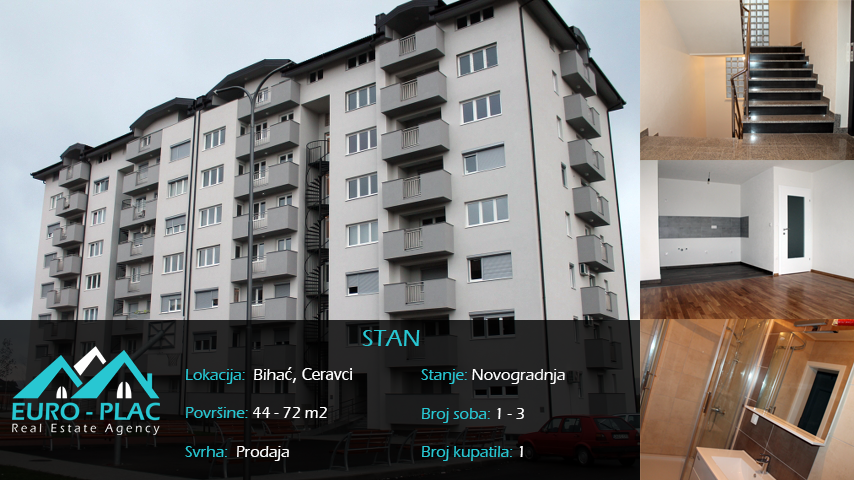 STAN
Lokacija: Bihać, Ceravci
Stanje: Novogradnja
Površine: 44 - 72 m2
Broj soba: 1 - 3
Svrha: Prodaja
Broj kupatila: 1
EURO - PLAC
Real Estate Agency